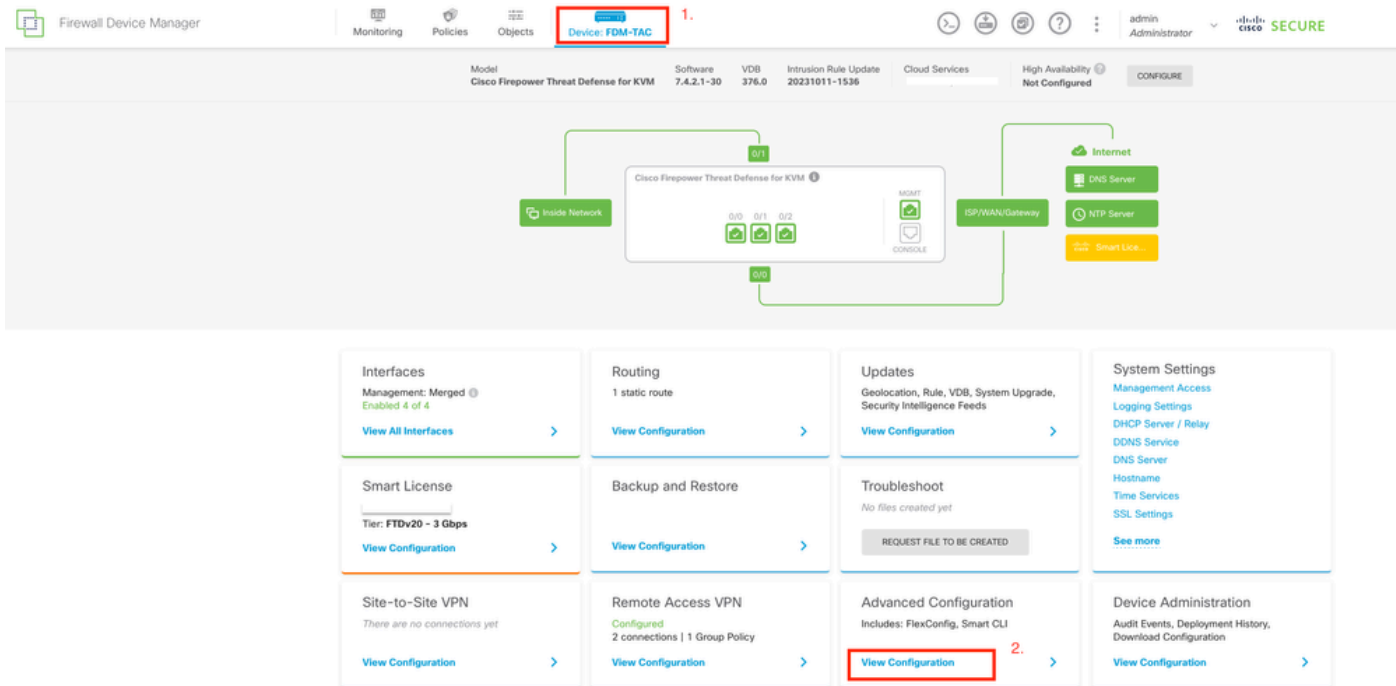 Firewall Device Manager
Monitoring
Policies
Objects
Device: FDM-TAC
1.
admin
Administrator
cisco SECURE
Model
Cisco Firepower Threat Defense for KVM
Software
7.4.2.1-30
VDB
376.0
Intrusion Rule Update
20231011-1536
Cloud Services
High Availability
Not Configured
CONFIGURE
0/1
Internet
Cisco Firepower Threat Defense for KVM
DNS Server
MGMT
Inside Network
0/0 0/1 0/2
ISP/WAN/Gateway
NTP Server
CONSOLE
Smart Lice...
0/0
Interfaces
Management: Merged
Enabled 4 of 4
View All Interfaces
Routing
1 static route
View Configuration
Updates
Geolocation, Rule, VDB, System Upgrade,
Security Intelligence Feeds
View Configuration
System Settings
Management Access
Logging Settings
DHCP Server / Relay
DDNS Service
DNS Server
Hostname
Time Services
SSL Settings
See more
Smart License
Tier: FTDv20 - 3 Gbps
View Configuration
Backup and Restore
View Configuration
Troubleshoot
No files created yet
REQUEST FILE TO BE CREATED
Site-to-Site VPN
There are no connections yet
View Configuration
Remote Access VPN
Configured
2 connections | 1 Group Policy
View Configuration
Advanced Configuration
Includes: FlexConfig, Smart CLI
View Configuration
2.
Device Administration
Audit Events, Deployment History,
Download Configuration
View Configuration